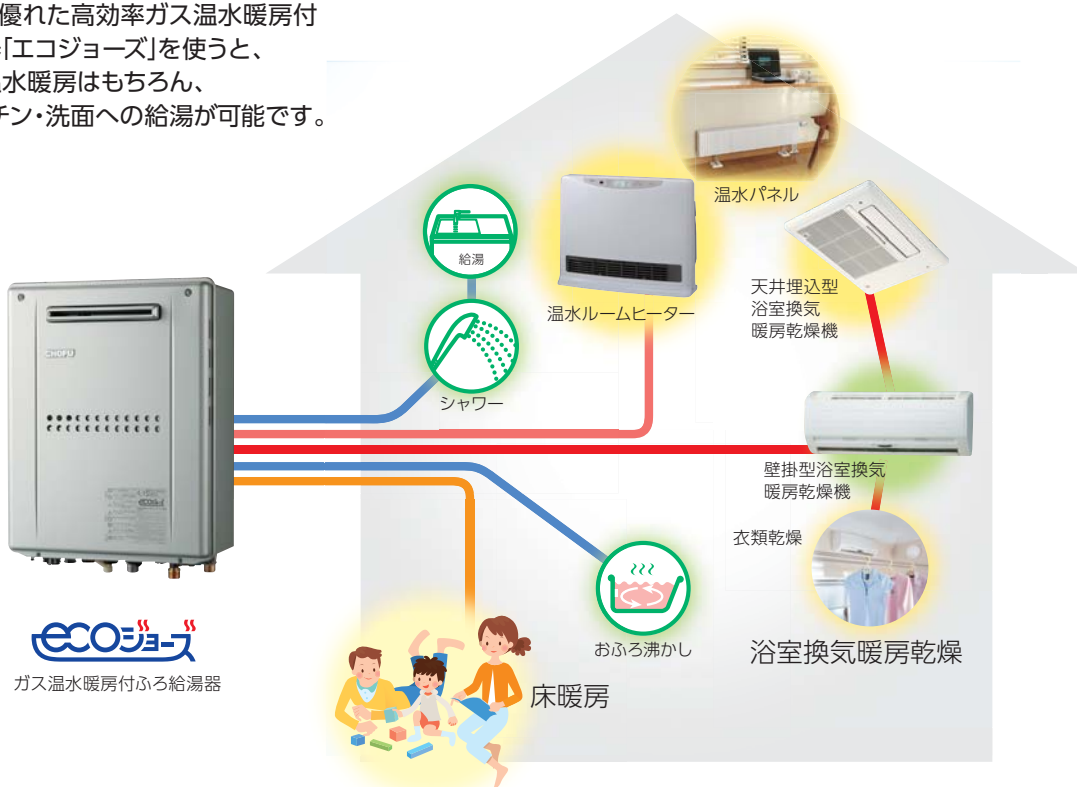 優れた高効率ガス温水暖房付
「エコジョーズ」を使うと、
水暖房はもちろん、
チン・洗面への給湯が可能です。
温水パネル
給湯
温水ルームヒーター
天井埋込型
浴室換気
暖房乾燥機
シャワー
CHOFU
壁掛型浴室換気
暖房乾燥機
衣類乾燥
おふろ沸かし
浴室換気暖房乾燥
ecoジョーズ
ガス温水暖房付ふろ給湯器
床暖房